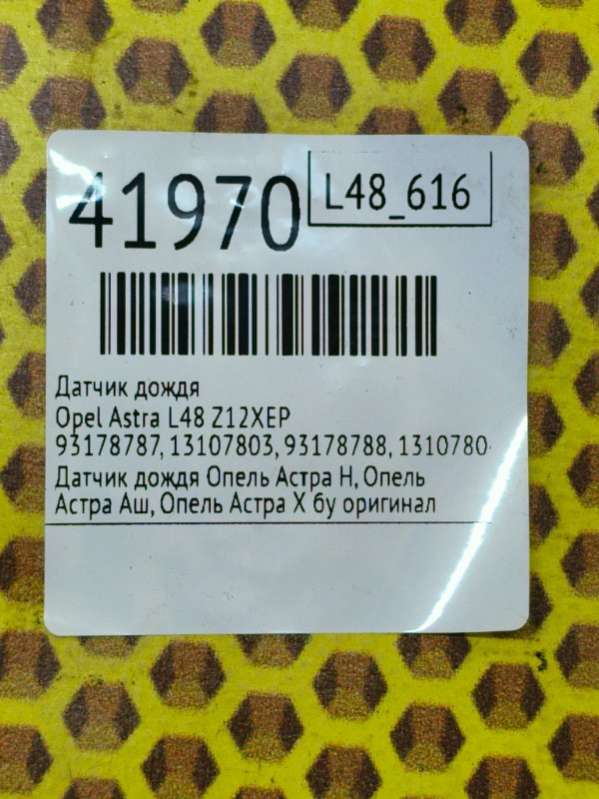 41970
L48_616
Датчик дождя
Opel Astra L48 Z12XEP
93178787, 13107803, 93178788, 1310780
Датчик дождя Опель Астра Н, Опель
Астра Аш, Опель Астра Х бу оригинал